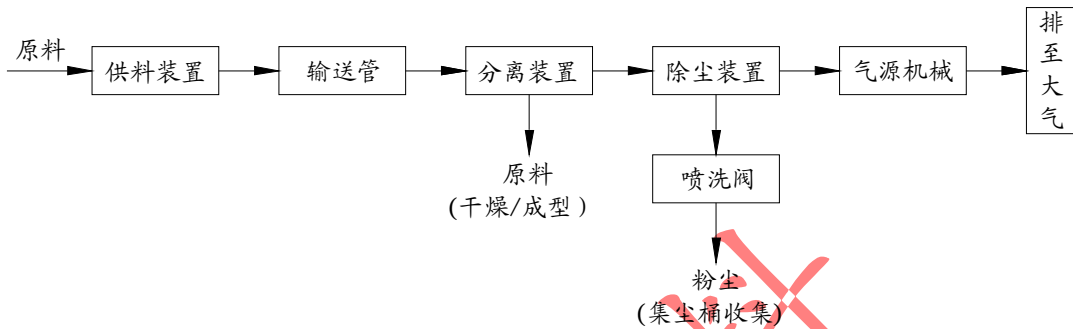 原料
供料装置
输送管
分离装置
除尘装置
气源机械
排至大气
原料
(干燥/成型)
喷洗阀
粉尘
(集尘桶收集)